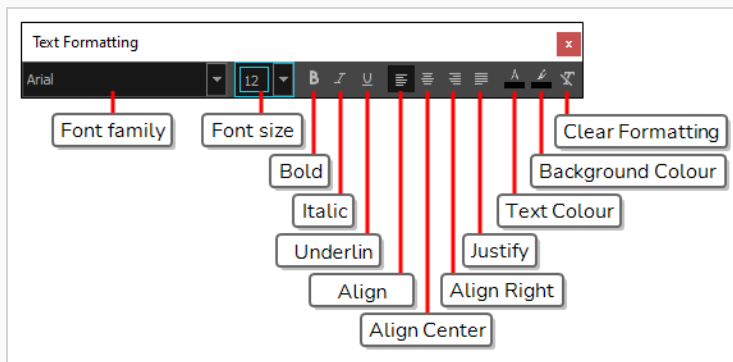 Text Formatting
x
Arial
12
B I U
A
Font family
Font size
Clear Formatting
Bold
Background Colour
Italic
Text Colour
Underlin
Justify
Align
Align Right
Align Center